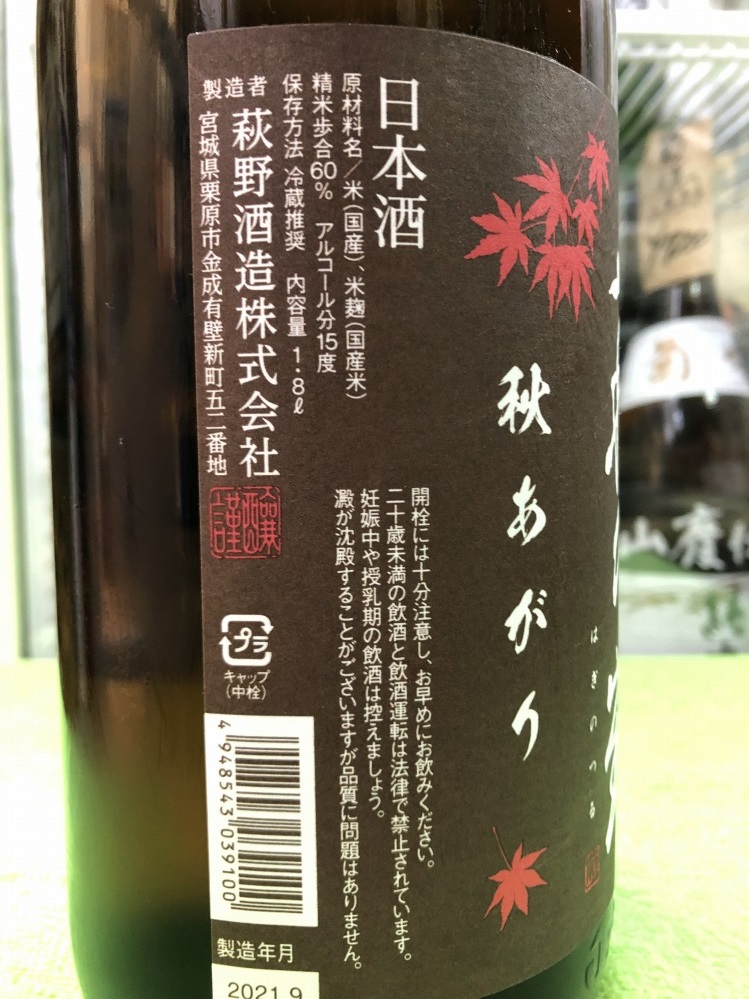 日本酒
原材料名／米(国産)、米麹(国産米)
精米歩合60%　アルコール分15度
保存方法 冷蔵推奨　内容量 1.8ℓ
製造者 萩野酒造株式会社
宮城県栗原市金成有壁新町五二番地
秋あがり
はぎのつる
開栓には十分注意し、お早めにお飲みください。
二十歳未満の飲酒と飲酒運転は法律で禁止されています。
妊娠中や授乳期の飲酒は控えましょう。
澱が沈殿することがございますが品質に問題はありません。
プラ
キャップ
(中栓)
4 948543 039100
製造年月
2021.9